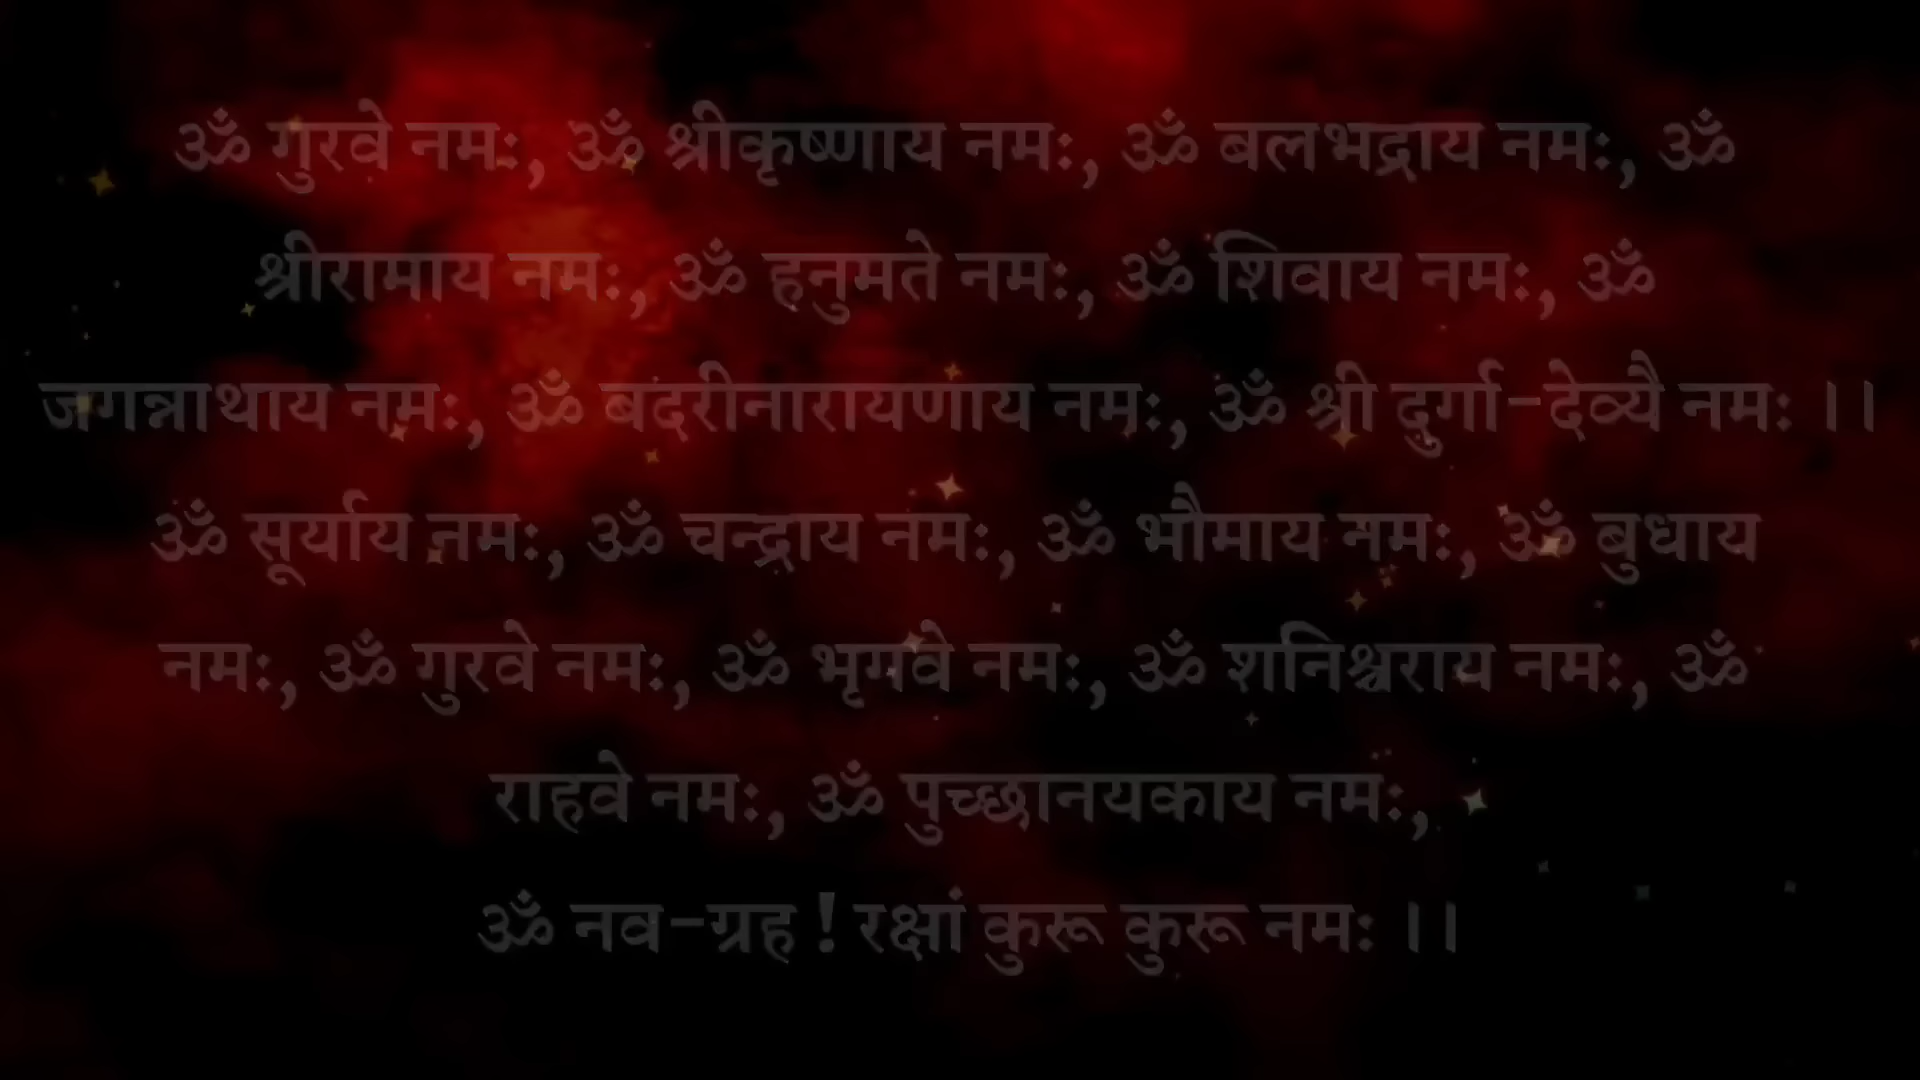 ॐ गुरवे नमः, ॐ श्रीकृष्णाय नमः, ॐ बलभद्राय नमः, ॐ
श्रीरामाय नमः, ॐ हनुमते नमः, ॐ शिवाय नमः, ॐ
जगन्नाथाय नमः, ॐ बदरीनारायणाय नमः, ॐ श्री दुर्गा-देव्यै नमः ।।
ॐ सूर्याय नमः, ॐ चन्द्राय नमः, ॐ भौमाय नमः, ॐ बुधाय
नमः, ॐ गुरवे नमः, ॐ भृगवे नमः, ॐ शनिश्चराय नमः, ॐ
राहवे नमः, ॐ पुच्छानयकाय नमः,
ॐ नव-ग्रह ! रक्षां कुरू कुरू नमः ।।